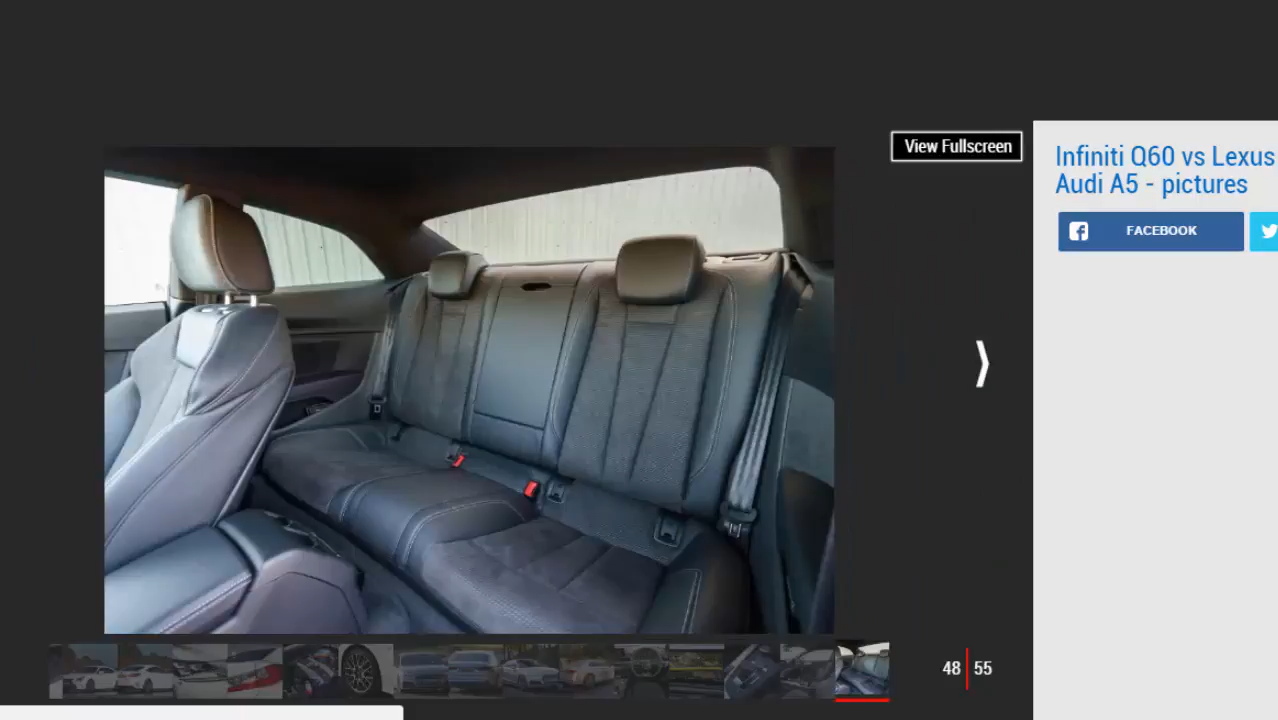 View Fullscreen
Infiniti Q60 vs Lexus
Audi A5 - pictures
FACEBOOK
48 55